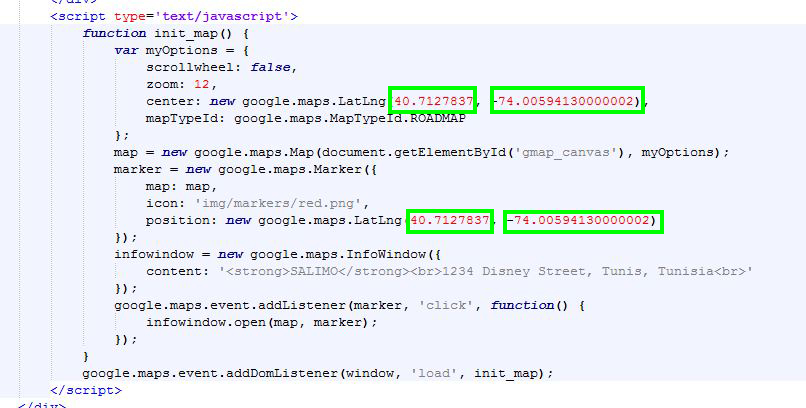 </div>
<script type='text/javascript'>
function init_map() {
var myOptions = {
scrollwheel: false,
zoom: 12,
center: new google.maps.LatLng(40.7127837, -74.00594130000002),
mapTypeId: google.maps.MapTypeId.ROADMAP
};
map = new google.maps.Map(document.getElementById('gmap_canvas'), myOptions);
marker = new google.maps.Marker({
map: map,
icon: 'img/markers/red.png',
position: new google.maps.LatLng(40.7127837, -74.00594130000002)
});
infowindow = new google.maps.InfoWindow({
content: '<strong>SALIMO</strong><br>1234 Disney Street, Tunis, Tunisia<br>'
});
google.maps.event.addListener(marker, 'click', function() {
infowindow.open(map, marker);
});
}
google.maps.event.addDomListener(window, 'load', init_map);
</script>
</div>